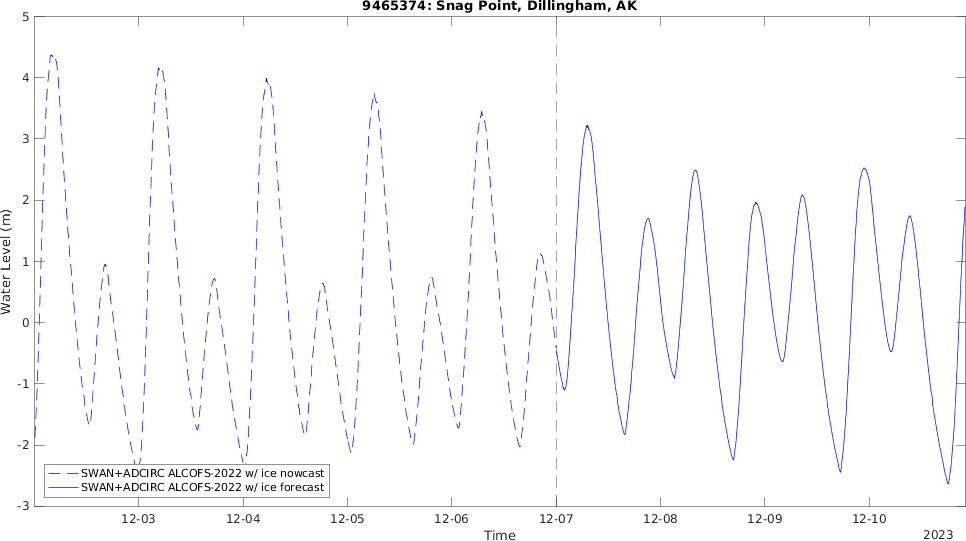 9465374: Snag Point, Dillingham, AK
5
4
3
2
1
0
-1
-2
-3
Water Level (m)
SWAN+ADCIRC ALCOFS-2022 w/ ice nowcast
SWAN+ADCIRC ALCOFS-2022 w/ ice forecast
12-03 12-04 12-05 12-06 12-07 12-08 12-09 12-10
Time
2023